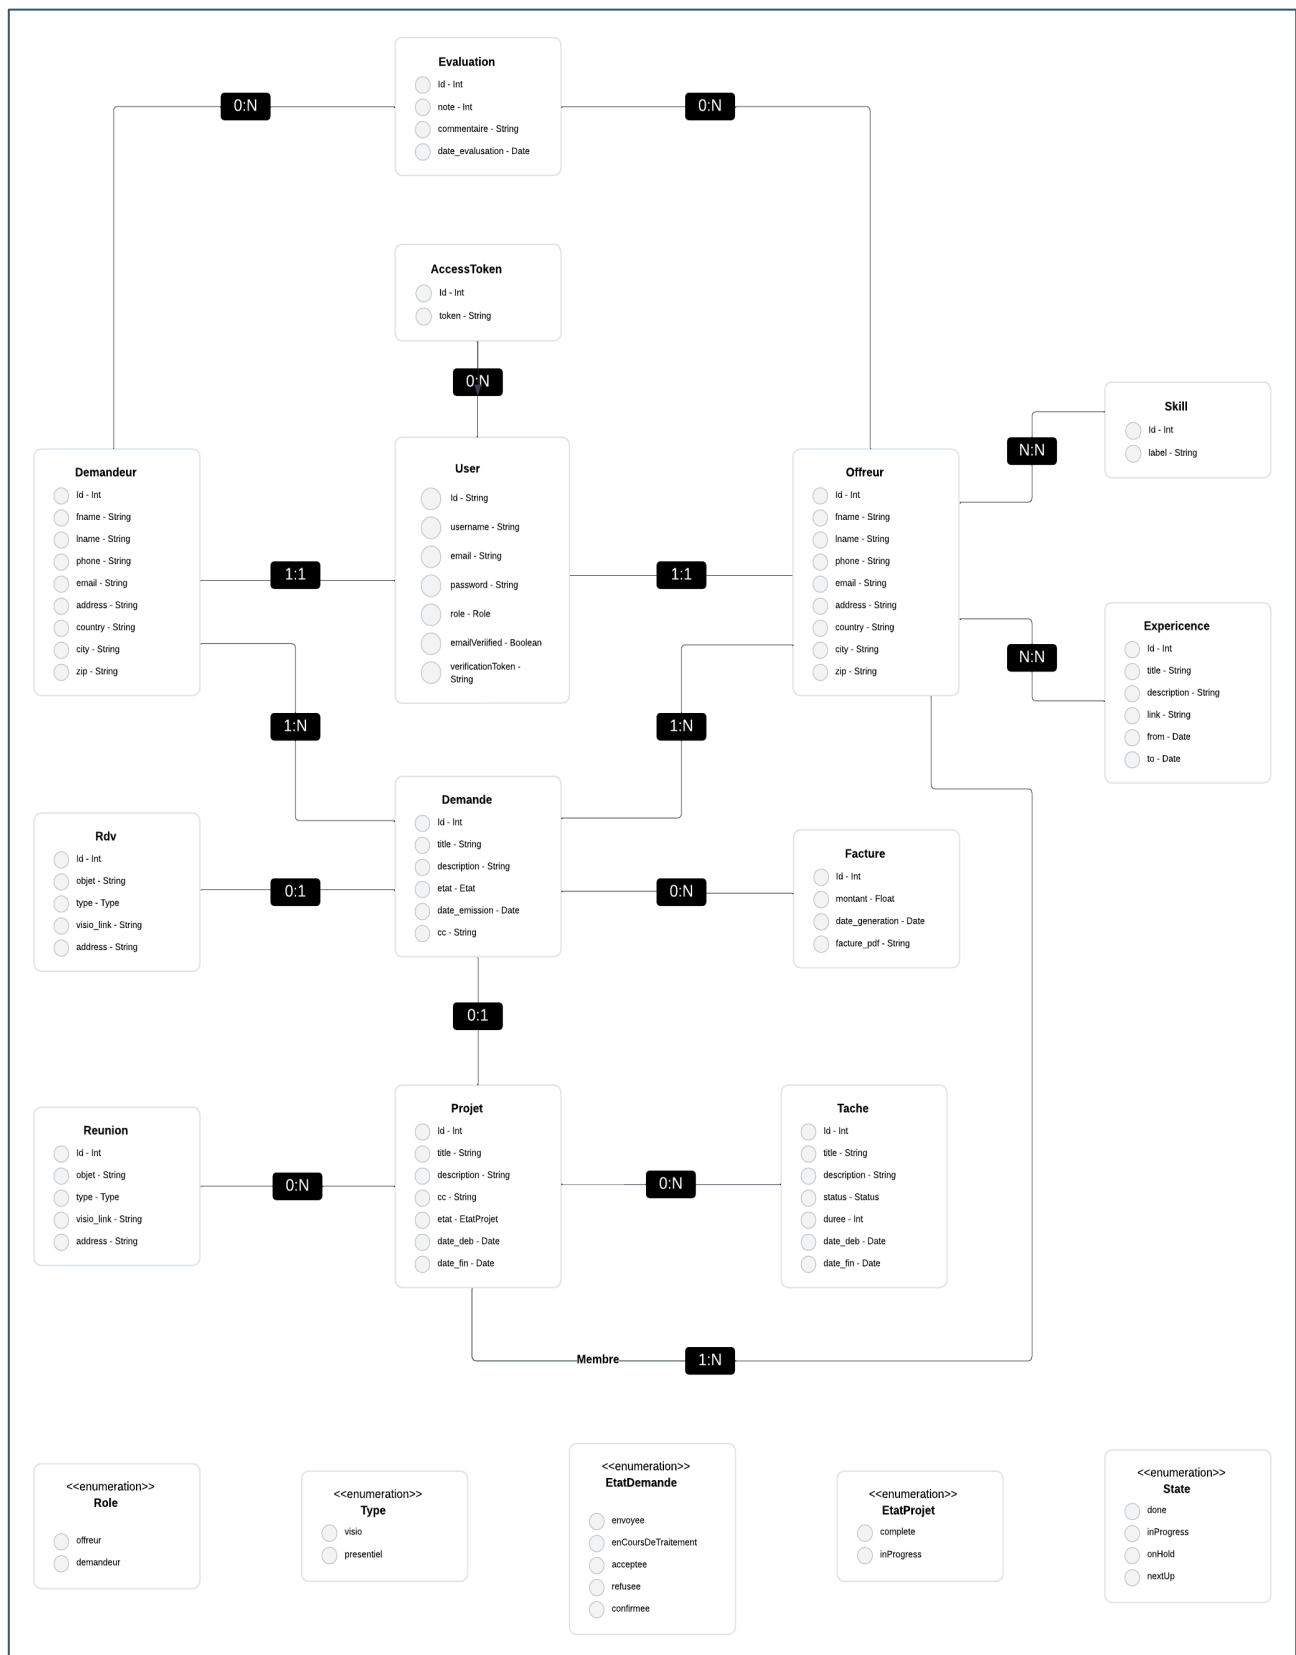 Evaluation
Id - Int
note - Int
commentaire - String
date_evalusation - Date
0:N
0:N
AccessToken
Id - Int
token - String
0:N
Demandeur
Id - Int
fname - String
lname - String
phone - String
email - String
address - String
country - String
city - String
zip - String
1:1
User
Id - String
username - String
email - String
password - String
role - Role
emailVeriified - Boolean
verificationToken -
String
1:1
Offreur
Id - Int
fname - String
lname - String
phone - String
email - String
address - String
country - String
city - String
zip - String
N:N
Skill
Id - Int
label - String
N:N
Expericence
Id - Int
title - String
description - String
link - String
from - Date
to - Date
1:N
1:N
Rdv
Id - Int
objet - String
type - Type
visio_link - String
address - String
0:1
Demande
Id - Int
title - String
description - String
etat - Etat
date_emission - Date
cc - String
0:N
Facture
Id - Int
montant - Float
date_generation - Date
facture_pdf - String
0:1
Reunion
Id - Int
objet - String
type - Type
visio_link - String
address - String
0:N
Projet
Id - Int
title - String
description - String
cc - String
etat - EtatProjet
date_deb - Date
date_fin - Date
0:N
Tache
Id - Int
title - String
description - String
status - Status
duree - Int
date_deb - Date
date_fin - Date
Membre
1:N
<<enumeration>>
Role
offreur
demandeur
<<enumeration>>
Type
visio
presentiel
<<enumeration>>
EtatDemande
envoyee
enCoursDeTraitement
acceptee
refusee
confirmee
<<enumeration>>
EtatProjet
complete
inProgress
<<enumeration>>
State
done
inProgress
onHold
nextUp